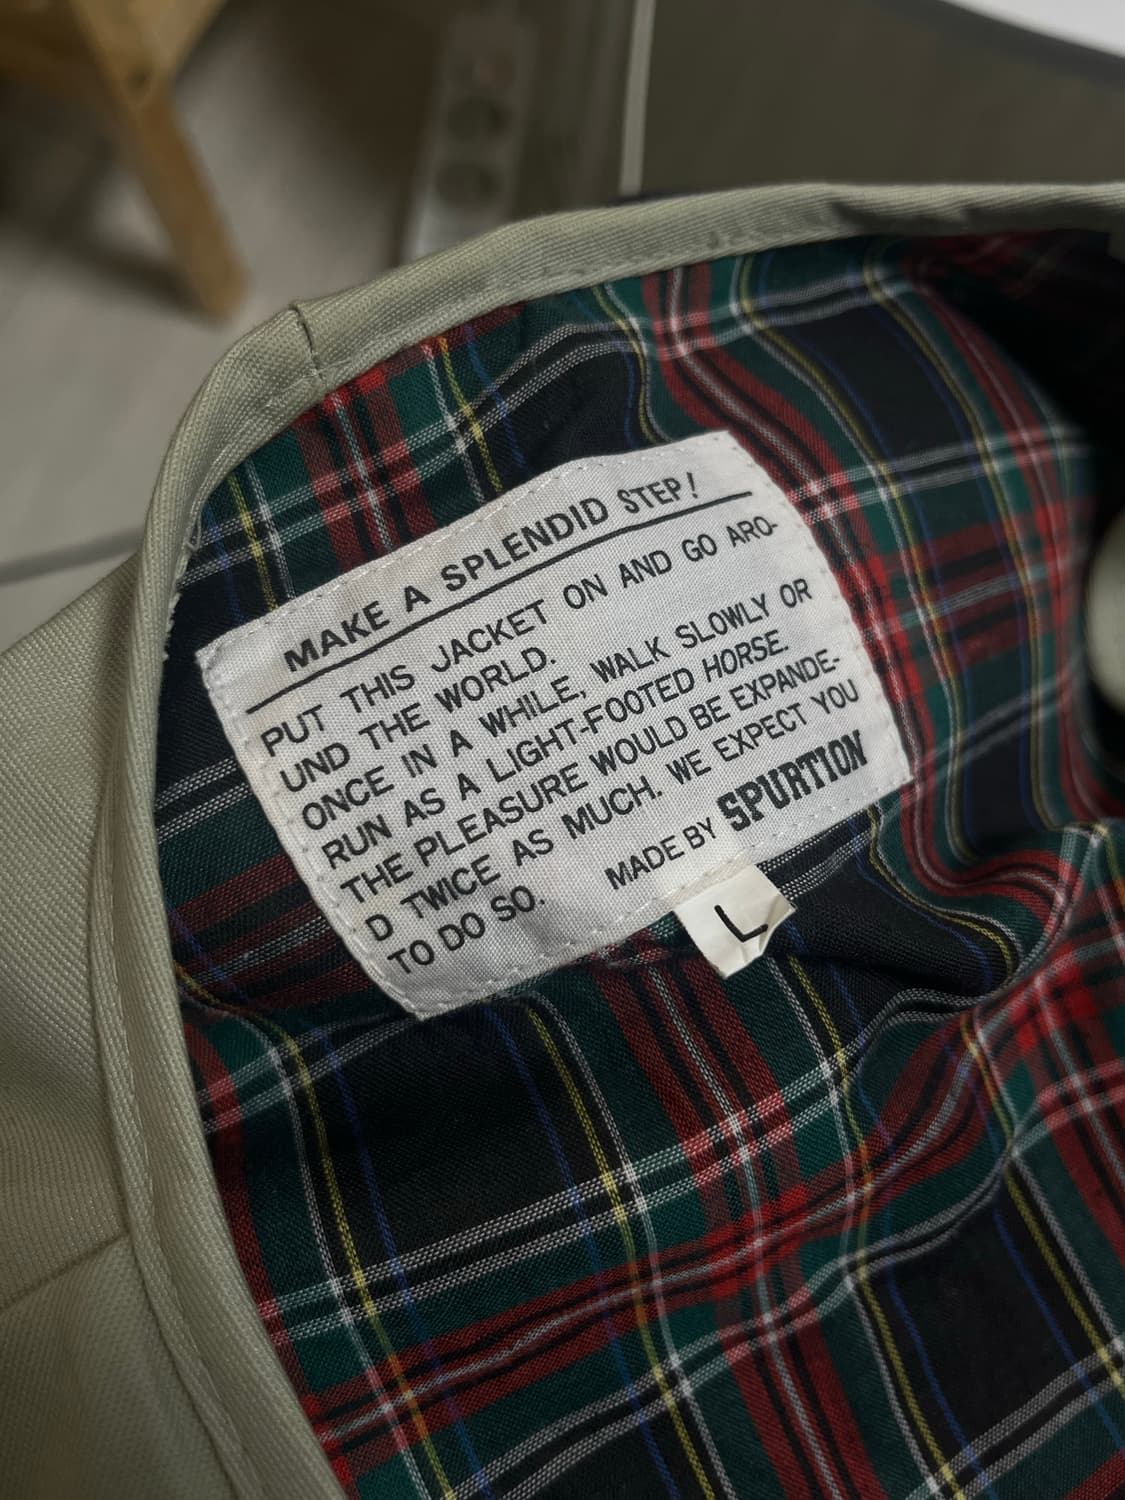 MAKE A SPLENDID STEP!
PUT THIS JACKET ON AND GO ARO-
UND THE WORLD.
ONCE IN A WHILE, WALK SLOWLY OR
RUN AS A LIGHT-FOOTED HORSE.
THE PLEASURE WOULD BE EXPANDE-
D TWICE AS MUCH. WE EXPECT YOU
TO DO SO.
MADE BY SPURTION
L